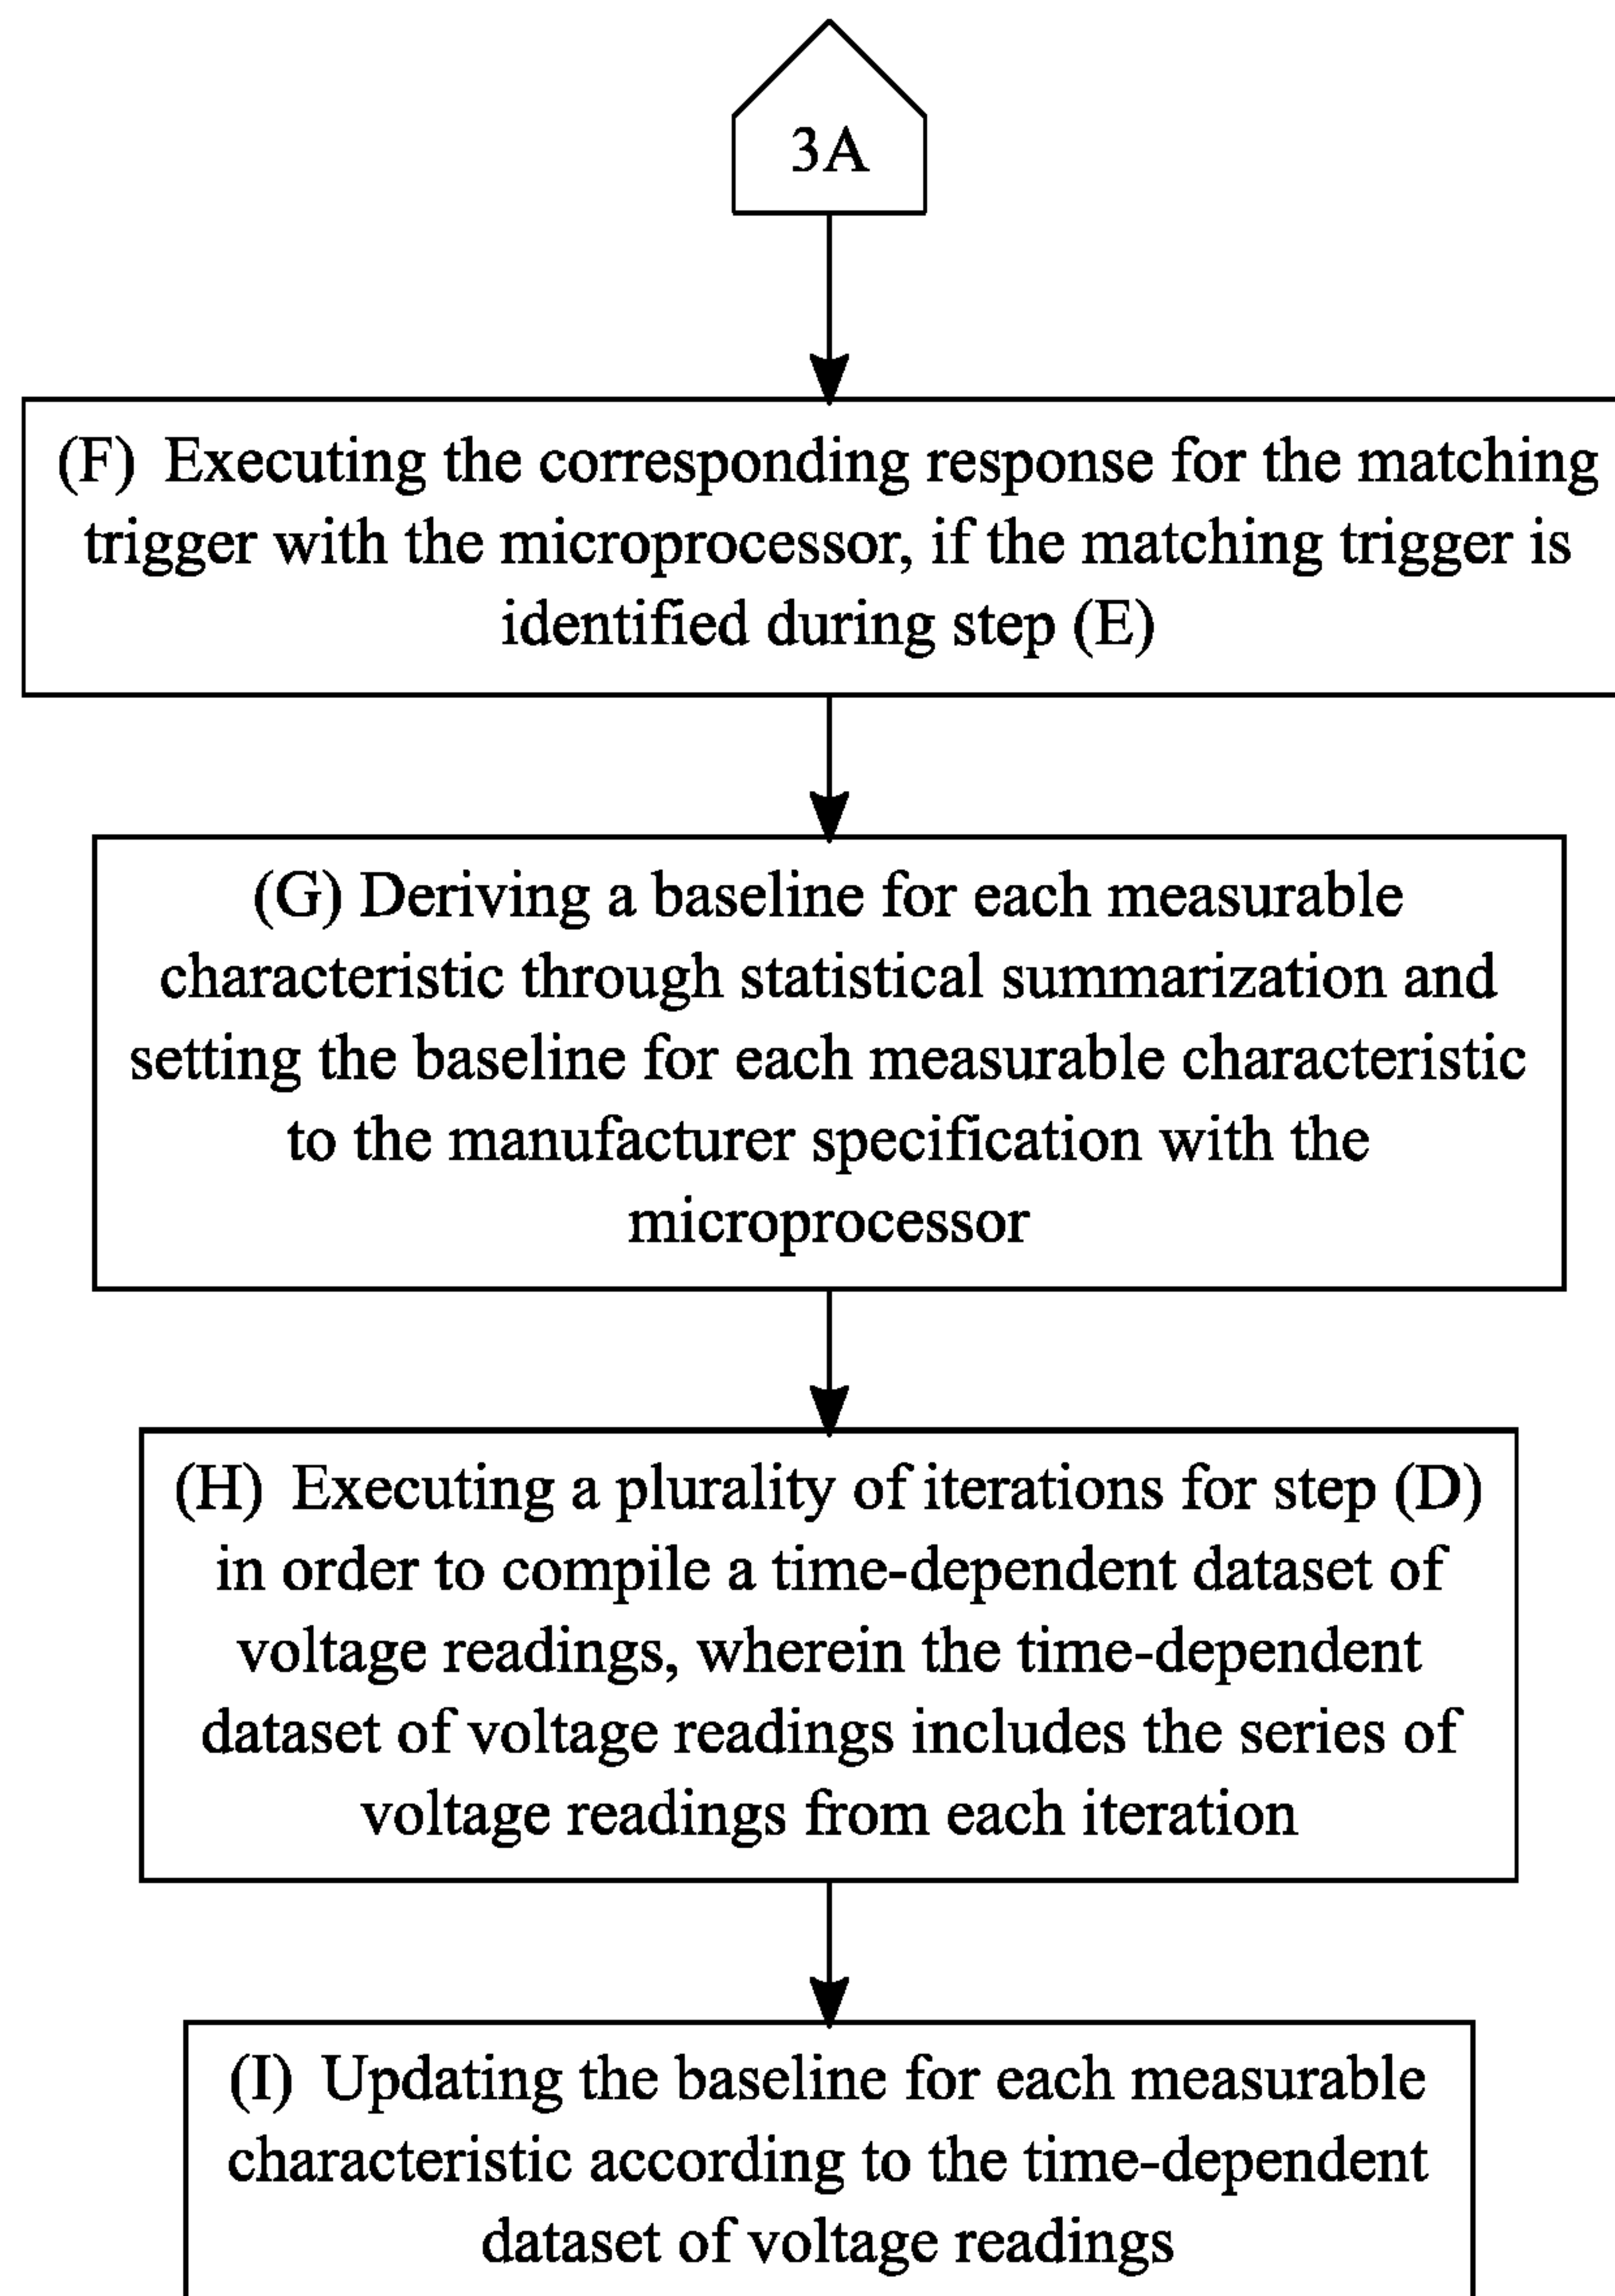 3A
(F) Executing the corresponding response for the matching
trigger with the microprocessor, if the matching trigger is
identified during step (E)
(G) Deriving a baseline for each measurable
characteristic through statistical summarization and
setting the baseline for each measurable characteristic
to the manufacturer specification with the
microprocessor
(H) Executing a plurality of iterations for step (D)
in order to compile a time-dependent dataset of
voltage readings, wherein the time-dependent
dataset of voltage readings includes the series of
voltage readings from each iteration
(I) Updating the baseline for each measurable
characteristic according to the time-dependent
dataset of voltage readings